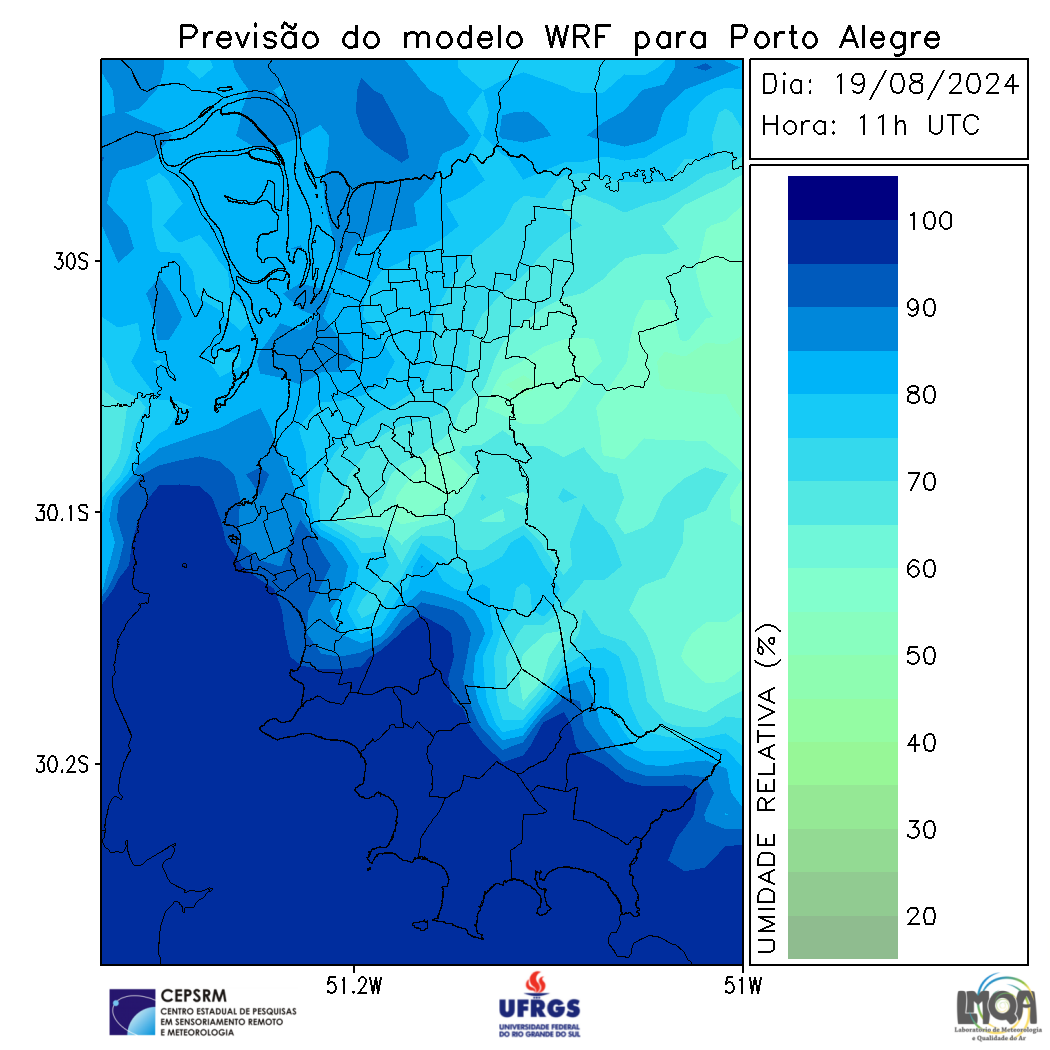 Previsão do modelo WRF para Porto Alegre
Dia: 19/08/2024
Hora: 11h UTC
100
90
80
70
60
50
40
30
20
UMIDADE RELATIVA (%)
30S
30.1S
30.2S
51.2W
51W
CEPSRM
CENTRO ESTADUAL DE PESQUISAS
EM SENSORIAMENTO REMOTO
E METEOROLOGIA
UFRGS
UNIVERSIDADE FEDERAL
DO RIO GRANDE DO SUL
LMQA
Laboratório de Meteorologia
e Qualidade do Ar